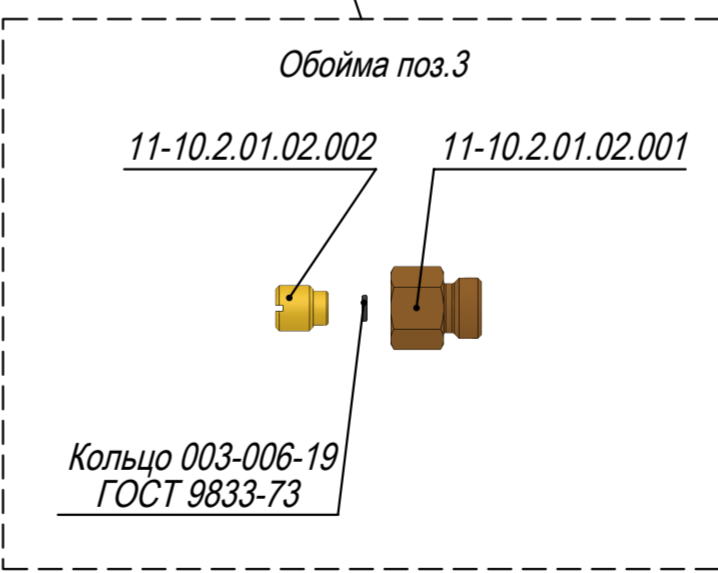 Обойма поз.3
11-10.2.01.02.002
11-10.2.01.02.001
Кольцо 003-006-19
ГОСТ 9833-73